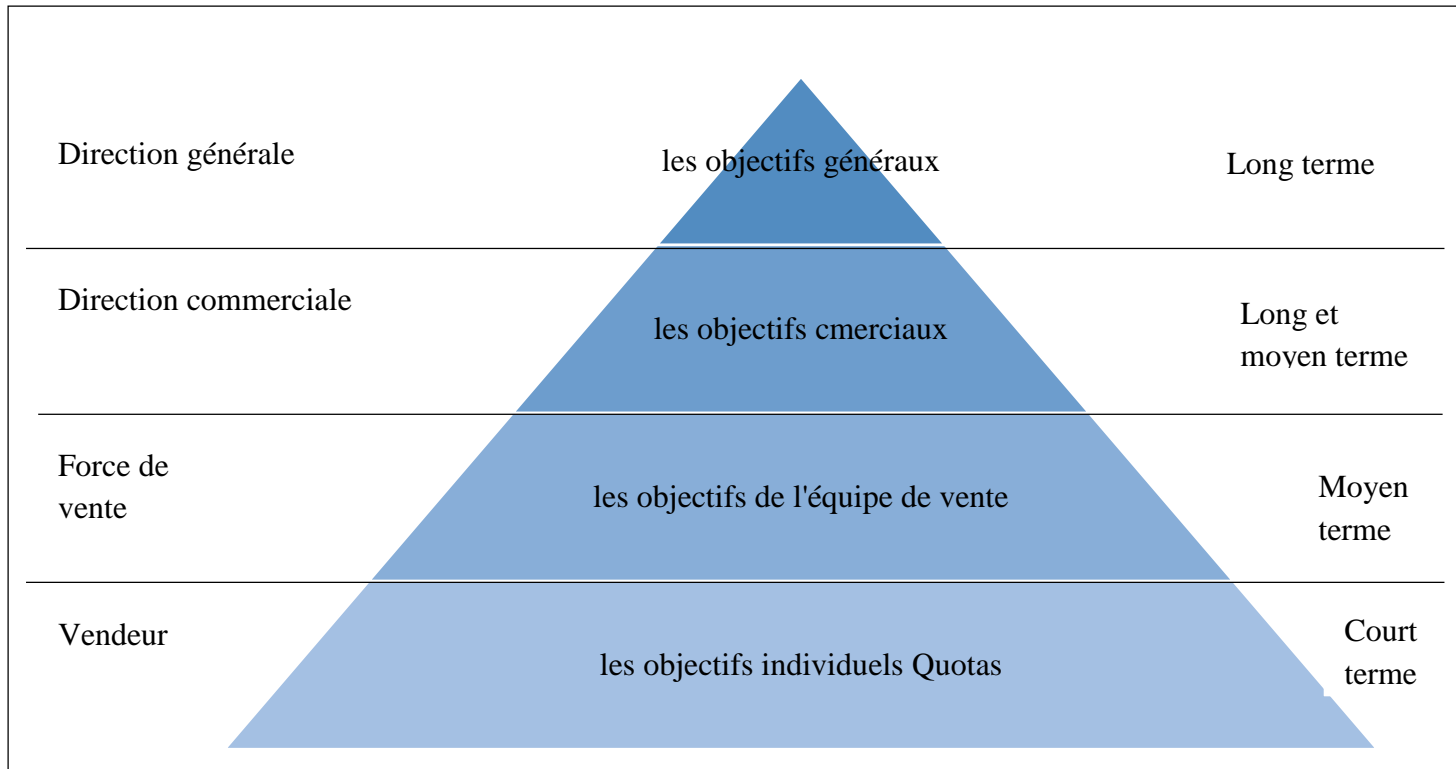 Direction générale
les objectifs généraux
Long terme
Direction commerciale
les objectifs cmerciaux
Long et
moyen terme
Force de
vente
les objectifs de l'équipe de vente
Moyen
terme
Vendeur
les objectifs individuels Quotas
Court
terme